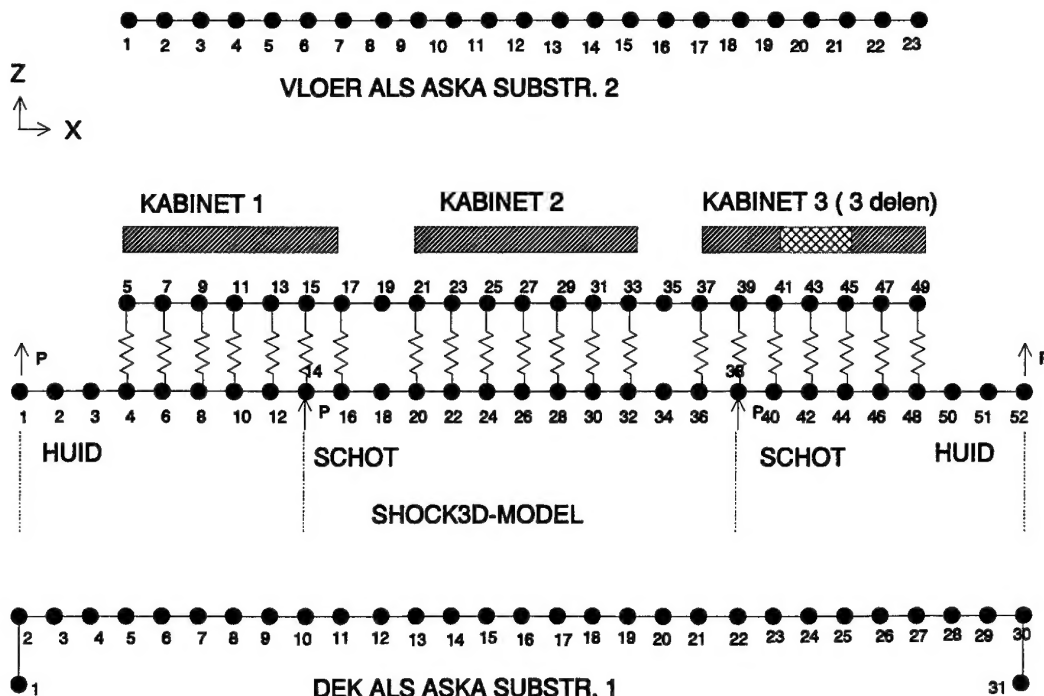 1 2 3 4 5 6 7 8 9 10 11 12 13 14 15 16 17 18 19 20 21 22 23
VLOER ALS ASKA SUBSTR. 2
Z
X
KABINET 1 KABINET 2 KABINET 3 ( 3 delen)
5 7 9 11 13 15 17 19 21 23 25 27 29 31 33 35 37 39 41 43 45 47 49
P 14 38 P
1 2 3 4 6 8 10 12 P 16 18 20 22 24 26 28 30 32 34 36 P 40 42 44 46 48 50 51 52
HUID SCHOT SCHOT HUID
SHOCK3D-MODEL
2 3 4 5 6 7 8 9 10 11 12 13 14 15 16 17 18 19 20 21 22 23 24 25 26 27 28 29 30
1 DEK ALS ASKA SUBSTR. 1 31